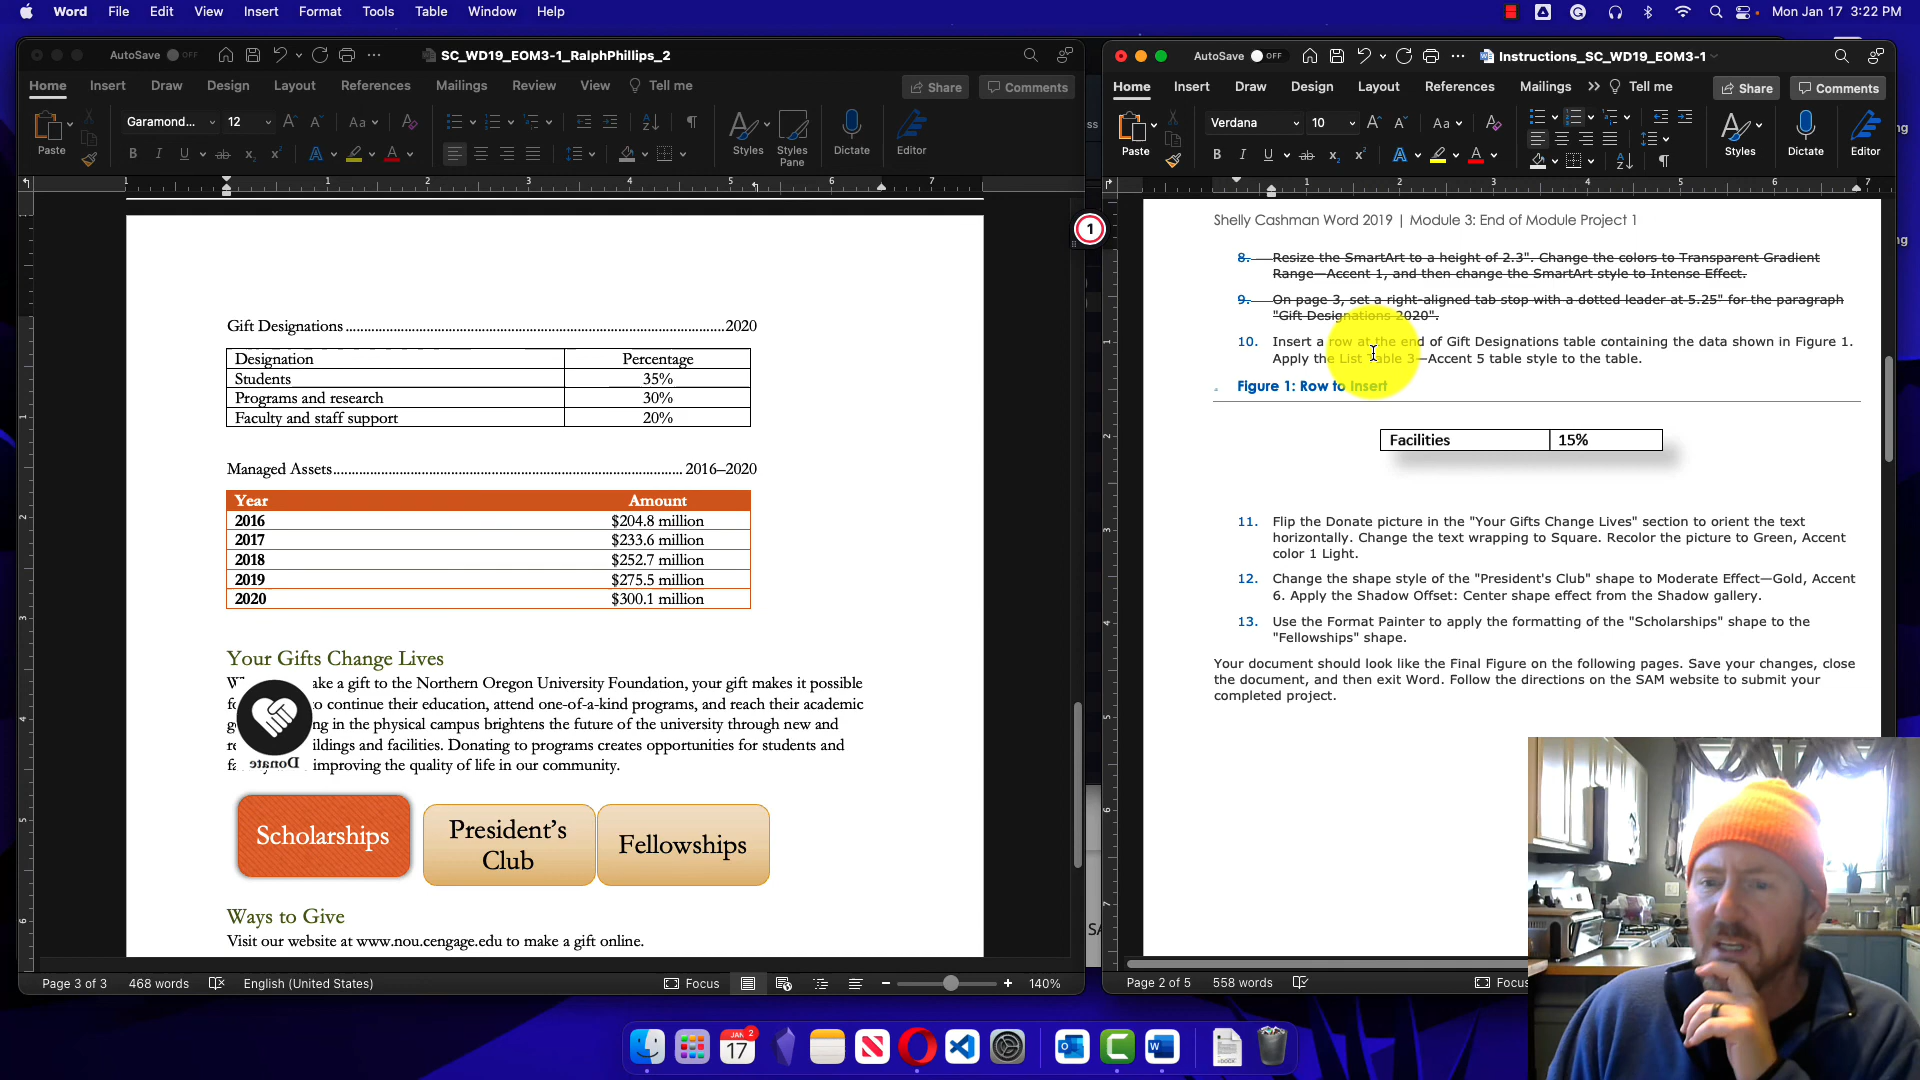 Word File Edit View Insert Format Tools Table Window Help
Mon Jan 17 3:22 PM
AutoSave OFF
SC_WD19_EOM3-1_RalphPhillips_2
Home Insert Draw Design Layout References Mailings Review View Tell me
Share Comments
Garamond... 12
Paste
Styles
Styles Pane
Dictate
Editor
Gift Designations 2020
Designation Percentage
Students 35%
Programs and research 30%
Faculty and staff support 20%
Managed Assets 2016–2020
Year Amount
2016 $204.8 million
2017 $233.6 million
2018 $252.7 million
2019 $275.5 million
2020 $300.1 million
Your Gifts Change Lives
ake a gift to the Northern Oregon University Foundation, your gift makes it possible
to continue their education, attend one-of-a-kind programs, and reach their academic
ng in the physical campus brightens the future of the university through new and
ildings and facilities. Donating to programs creates opportunities for students and
improving the quality of life in our community.
Donate
Scholarships
President's Club
Fellowships
Ways to Give
Visit our website at www.nou.cengage.edu to make a gift online.
Page 3 of 3 468 words English (United States)
Focus
140%
1
AutoSave OFF
Instructions_SC_WD19_EOM3-1
Home Insert Draw Design Layout References Mailings Tell me
Share Comments
Verdana 10
Paste
Styles
Dictate
Editor
Shelly Cashman Word 2019 | Module 3: End of Module Project 1
8. Resize the SmartArt to a height of 2.3". Change the colors to Transparent Gradient
Range—Accent 1, and then change the SmartArt style to Intense Effect.
9. On page 3, set a right-aligned tab stop with a dotted leader at 5.25" for the paragraph
"Gift Designations 2020".
10. Insert a row at the end of Gift Designations table containing the data shown in Figure 1.
Apply the List Table 3—Accent 5 table style to the table.
Figure 1: Row to Insert
Facilities 15%
11. Flip the Donate picture in the "Your Gifts Change Lives" section to orient the text
horizontally. Change the text wrapping to Square. Recolor the picture to Green, Accent
color 1 Light.
12. Change the shape style of the "President's Club" shape to Moderate Effect—Gold, Accent
6. Apply the Shadow Offset: Center shape effect from the Shadow gallery.
13. Use the Format Painter to apply the formatting of the "Scholarships" shape to the
"Fellowships" shape.
Your document should look like the Final Figure on the following pages. Save your changes, close
the document, and then exit Word. Follow the directions on the SAM website to submit your
completed project.
Page 2 of 5 558 words
Focus
JAN 2
17